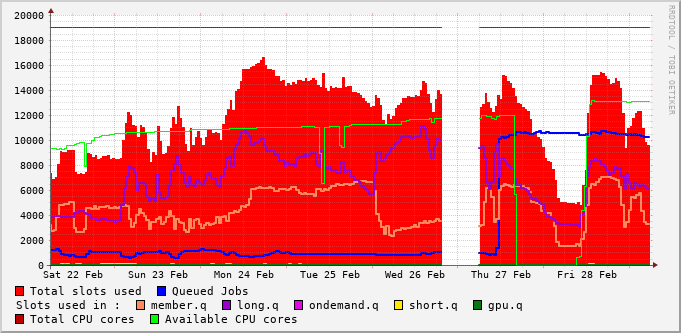 RRDTOOL / TOBI OETIKER
20000
18000
16000
14000
12000
10000
8000
6000
4000
2000
0
Sat 22 Feb Sun 23 Feb Mon 24 Feb Tue 25 Feb Wed 26 Feb Thu 27 Feb Fri 28 Feb
Total slots used Queued Jobs
Slots used in : member.q long.q ondemand.q short.q gpu.q
Total CPU cores Available CPU cores